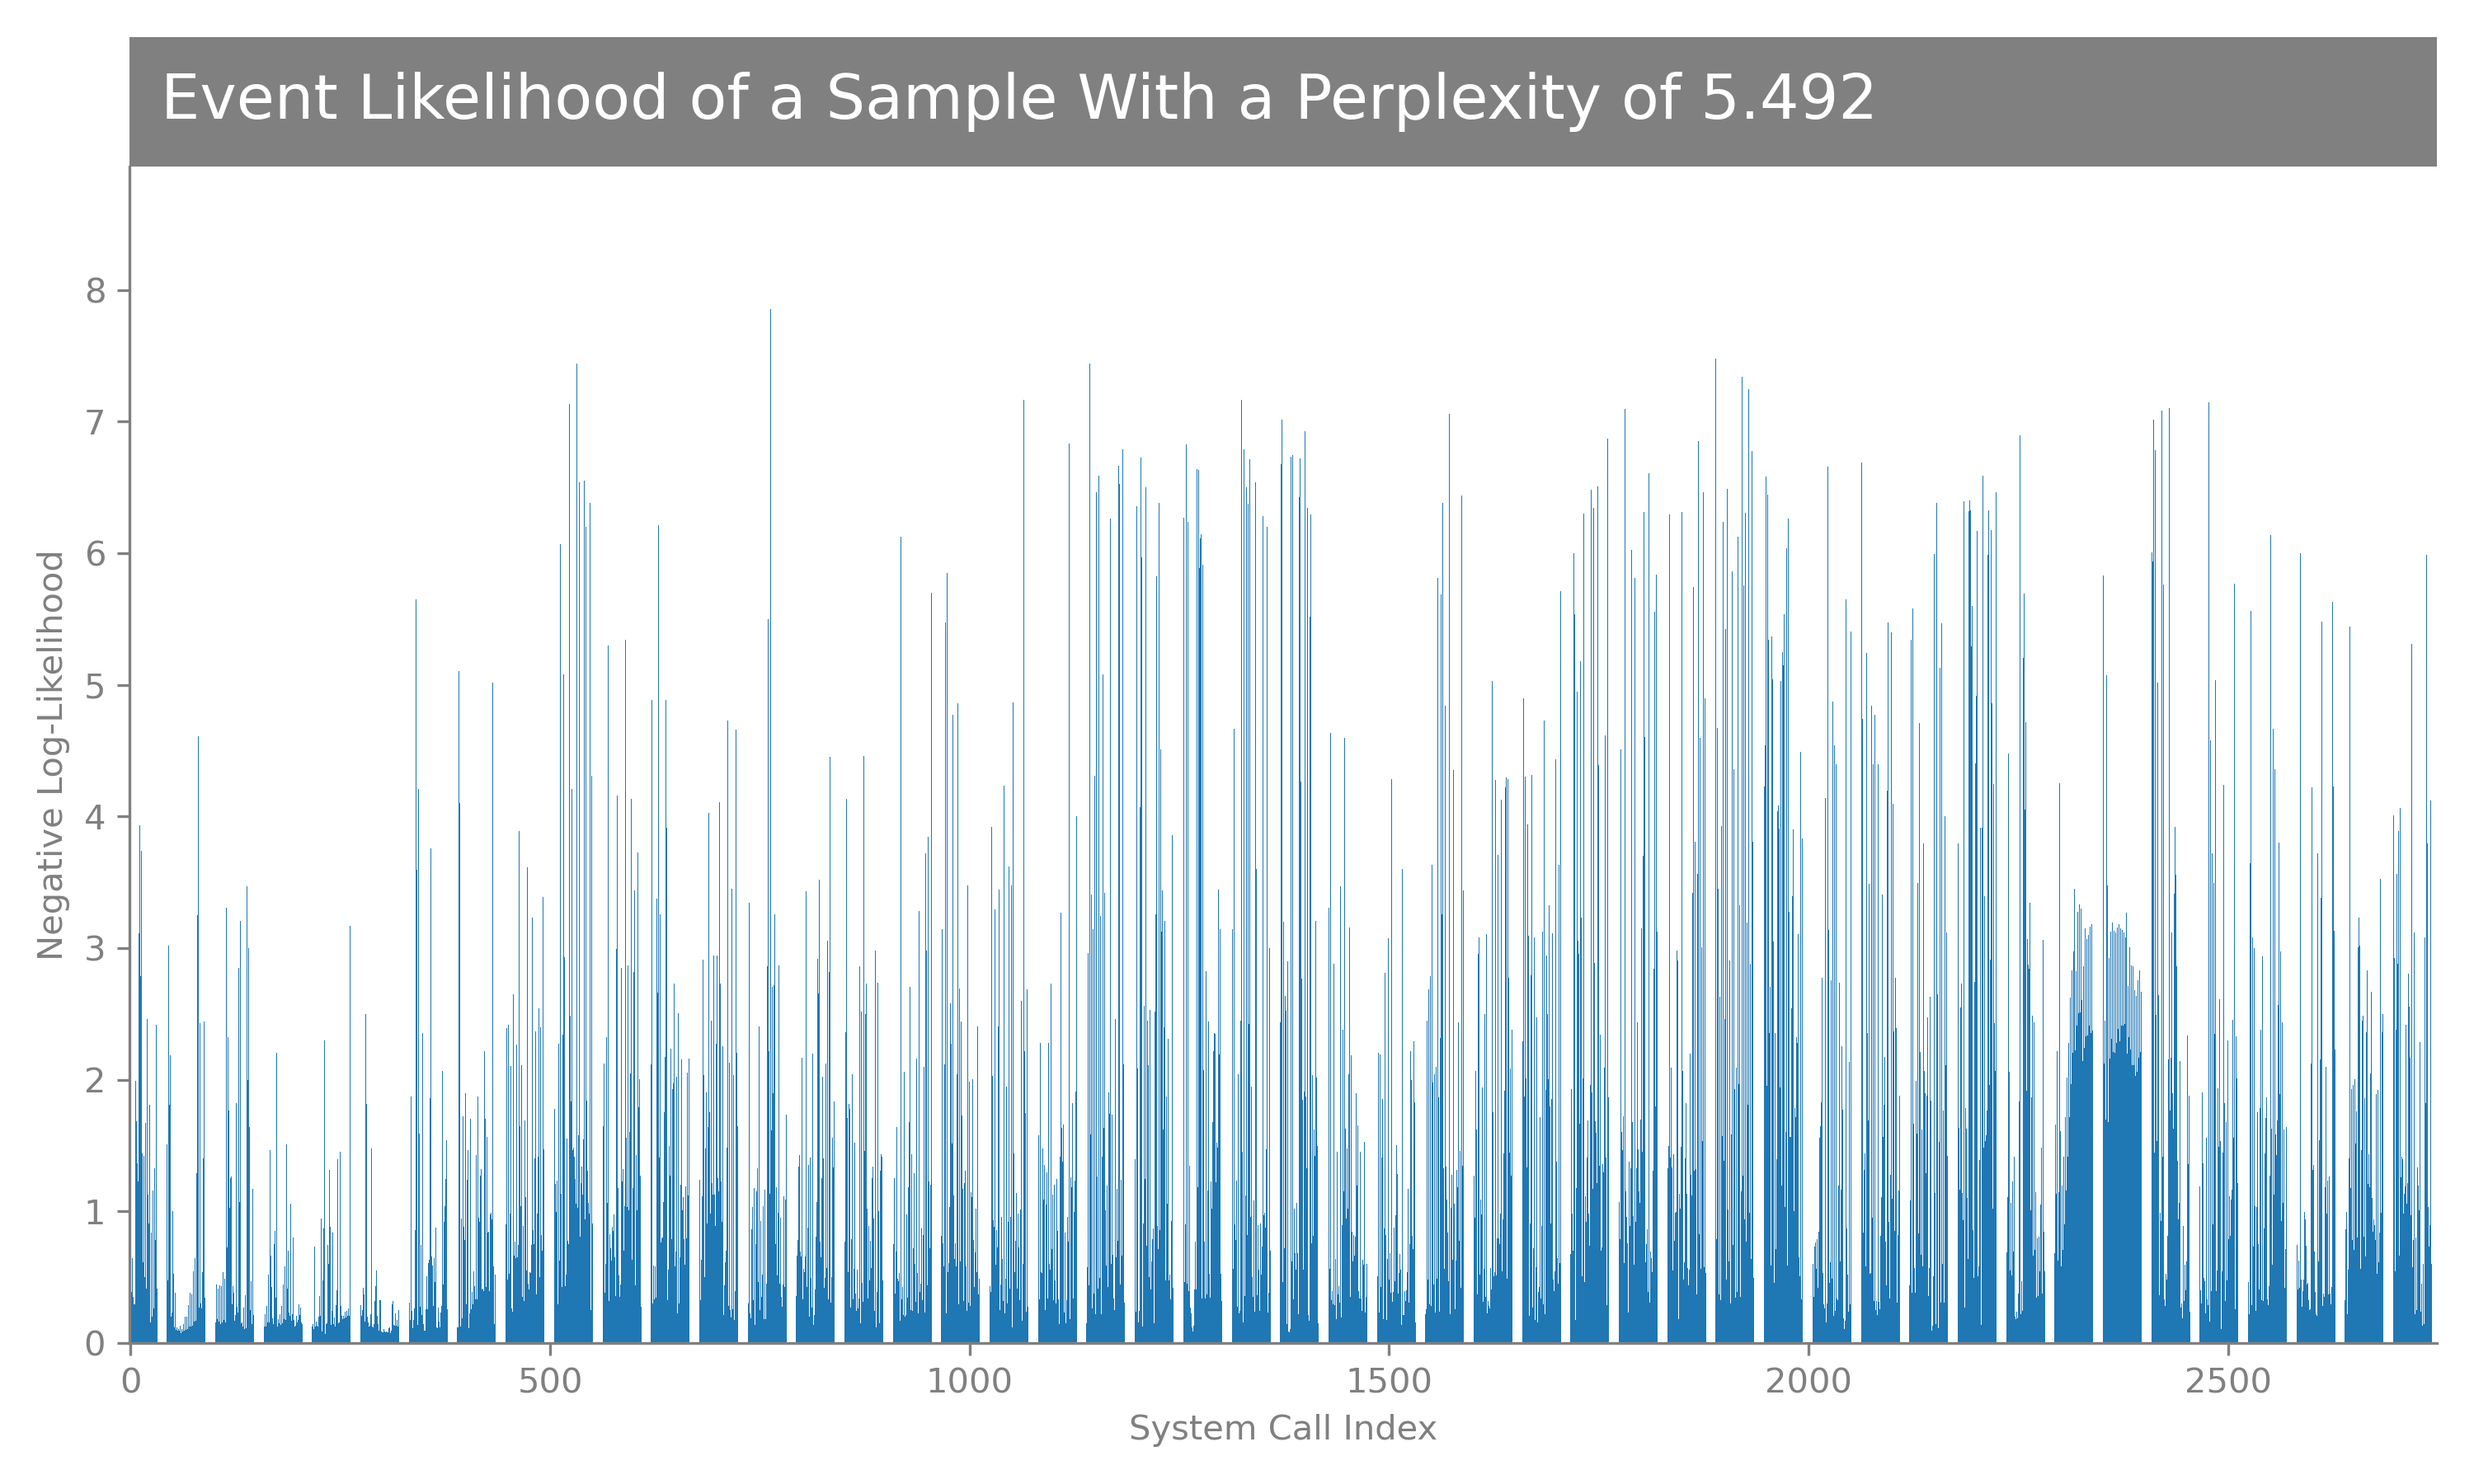 Event Likelihood of a Sample With a Perplexity of 5.492
8
7
6
5
4
3
2
1
0
Negative Log-Likelihood
0 500 1000 1500 2000 2500
System Call Index